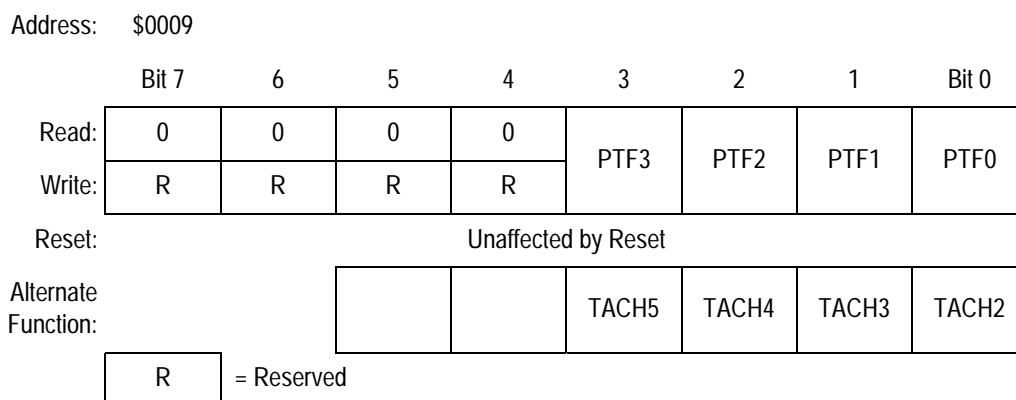 Address: $0009
Bit 7 6 5 4 3 2 1 Bit 0
Read: 0 0 0 0 PTF3 PTF2 PTF1 PTF0
Write: R R R R
Reset: Unaffected by Reset
Alternate
Function: TACH5 TACH4 TACH3 TACH2
R = Reserved